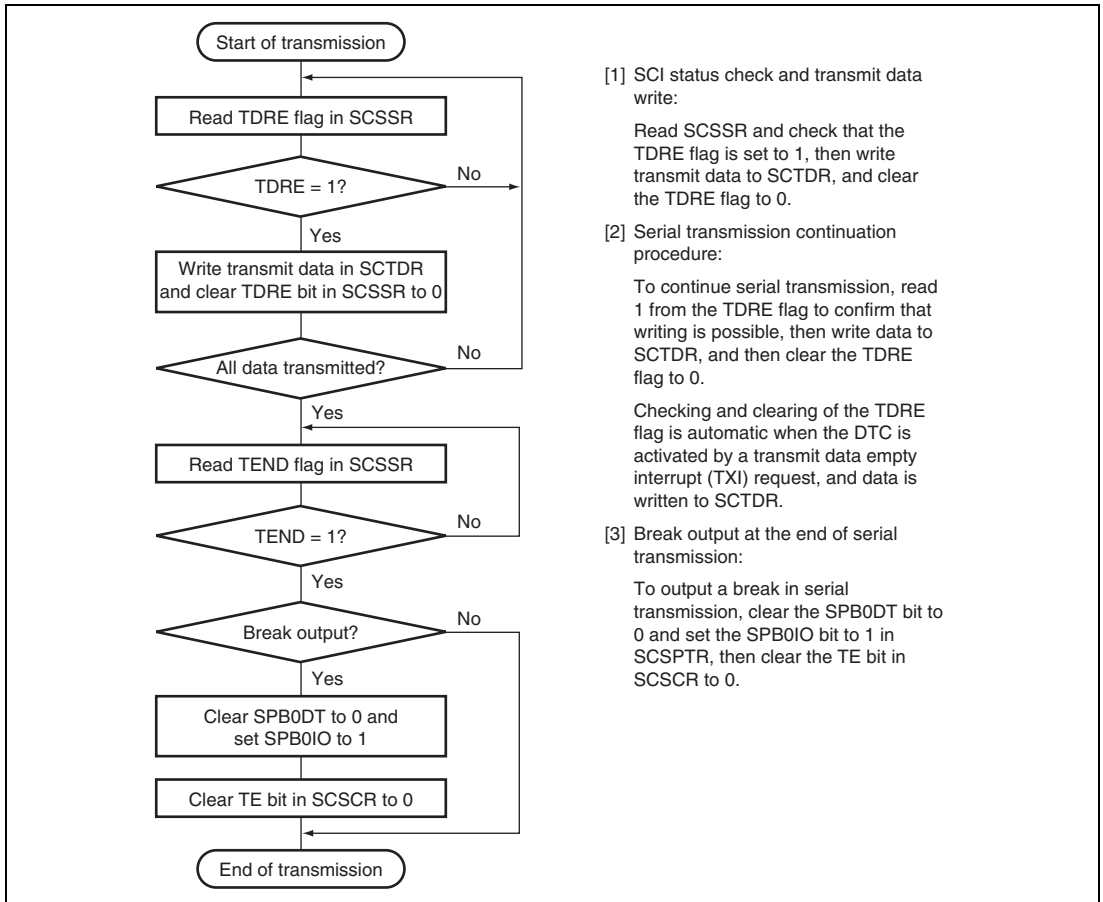 Start of transmission
Read TDRE flag in SCSSR
TDRE = 1?
No
Yes
Write transmit data in SCTDR
and clear TDRE bit in SCSSR to 0
All data transmitted?
No
Yes
Read TEND flag in SCSSR
TEND = 1?
No
Yes
Break output?
No
Yes
Clear SPB0DT to 0 and
set SPB0IO to 1
Clear TE bit in SCSCR to 0
End of transmission
[1] SCI status check and transmit data
write:
Read SCSSR and check that the
TDRE flag is set to 1, then write
transmit data to SCTDR, and clear
the TDRE flag to 0.
[2] Serial transmission continuation
procedure:
To continue serial transmission, read
1 from the TDRE flag to confirm that
writing is possible, then write data to
SCTDR, and then clear the TDRE
flag to 0.
Checking and clearing of the TDRE
flag is automatic when the DTC is
activated by a transmit data empty
interrupt (TXI) request, and data is
written to SCTDR.
[3] Break output at the end of serial
transmission:
To output a break in serial
transmission, clear the SPB0DT bit to
0 and set the SPB0IO bit to 1 in
SCSPTR, then clear the TE bit in
SCSCR to 0.